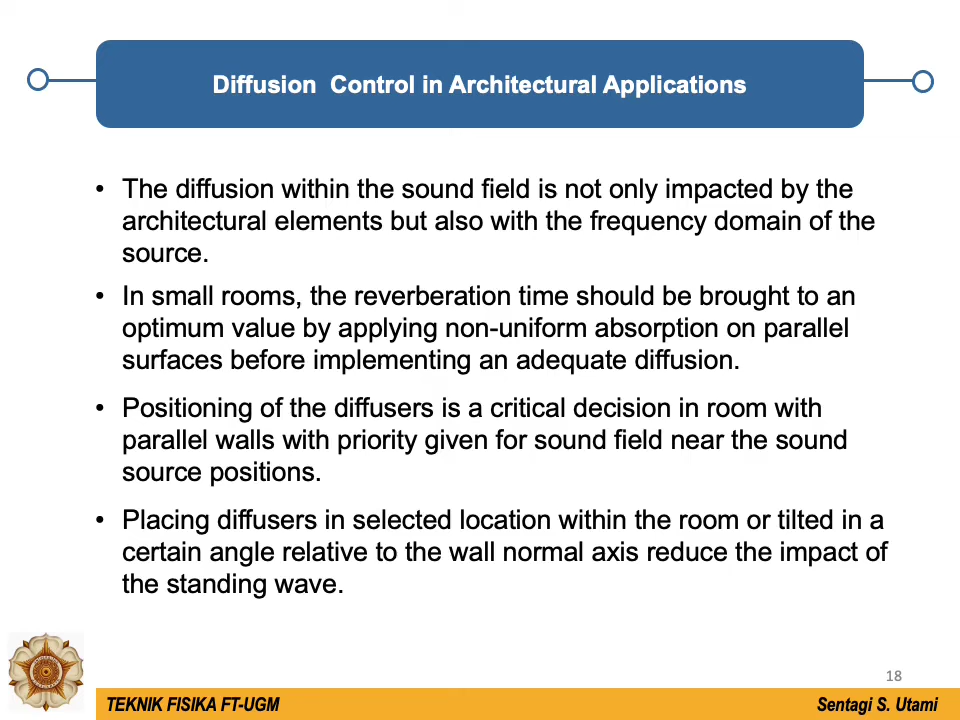 Diffusion  Control in Architectural Applications
• The diffusion within the sound field is not only impacted by the
architectural elements but also with the frequency domain of the
source.
• In small rooms, the reverberation time should be brought to an
optimum value by applying non-uniform absorption on parallel
surfaces before implementing an adequate diffusion.
• Positioning of the diffusers is a critical decision in room with
parallel walls with priority given for sound field near the sound
source positions.
• Placing diffusers in selected location within the room or tilted in a
certain angle relative to the wall normal axis reduce the impact of
the standing wave.
18
TEKNIK FISIKA FT-UGM
Sentagi S. Utami